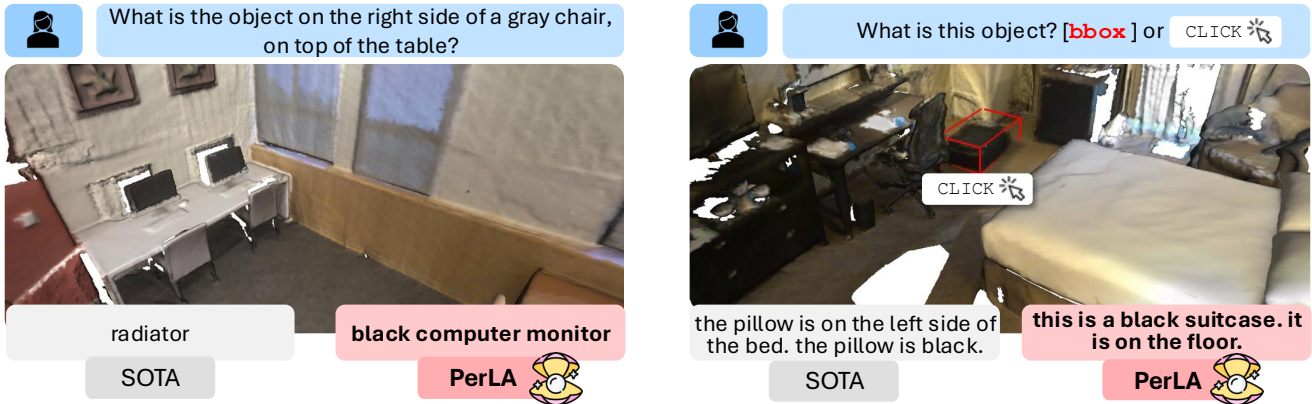 What is the object on the right side of a gray chair,
on top of the table?
radiator
SOTA
black computer monitor
PerLA
What is this object? [bbox ] or CLICK
CLICK
the pillow is on the left side of
the bed. the pillow is black.
SOTA
this is a black suitcase. it
is on the floor.
PerLA